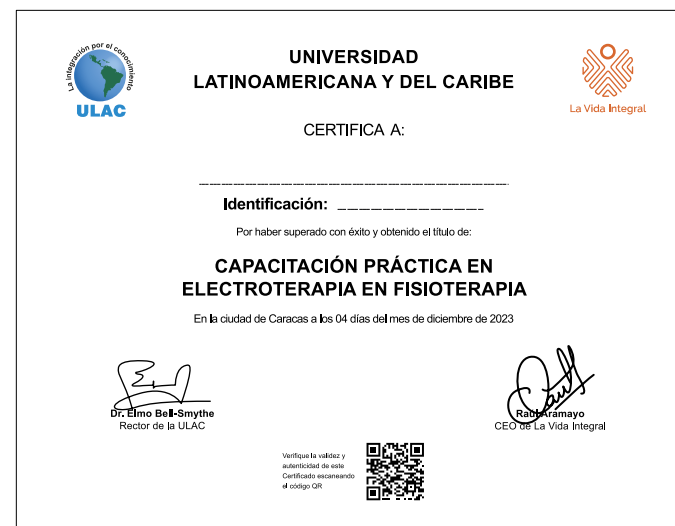 La integración por el conocimiento
ULAC
UNIVERSIDAD
LATINOAMERICANA Y DEL CARIBE
La Vida Integral
CERTIFICA A:
Identificación:
Por haber superado con éxito y obtenido el título de:
CAPACITACIÓN PRÁCTICA EN
ELECTROTERAPIA EN FISIOTERAPIA
En la ciudad de Caracas a los 04 días del mes de diciembre de 2023
Dr. Elmo Bell-Smythe
Rector de la ULAC
Raúl Aramayo
CEO de La Vida Integral
Verifique la validez y
autenticidad de este
Certificado escaneando
el código QR